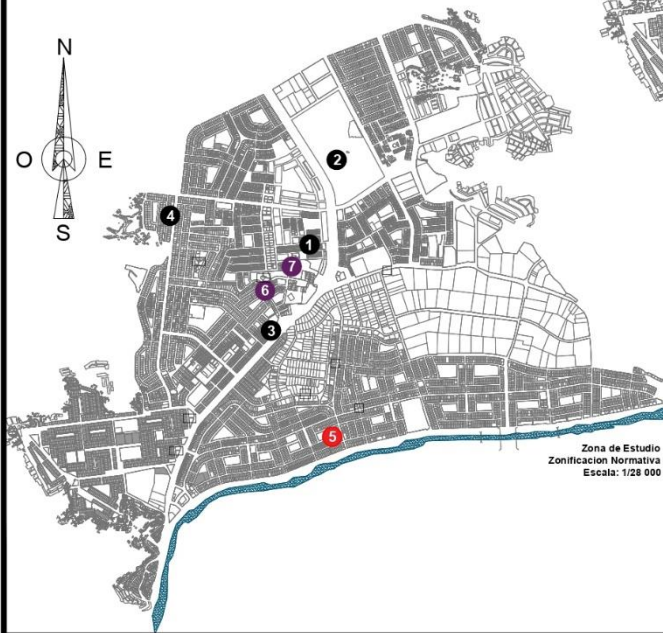 N
O E
S
2
4
1
7
6
3
5
Zona de Estudio
Zonificacion Normativa
Escala: 1/28 000